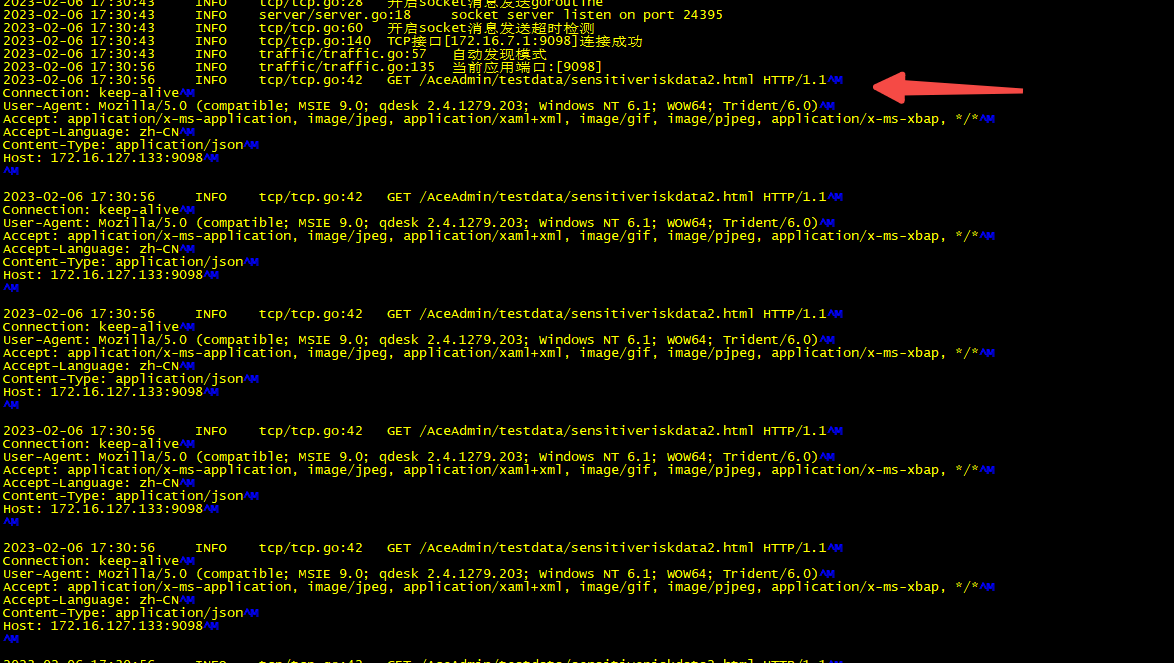 2023-02-06 17:30:43 INFO tcp/tcp.go:28 开启socket消息发送goroutine
2023-02-06 17:30:43 INFO server/server.go:18 socket server listen on port 24395
2023-02-06 17:30:43 INFO tcp/tcp.go:60 开启socket消息发送超时检测
2023-02-06 17:30:43 INFO tcp/tcp.go:140 TCP接口[172.16.7.1:9098]连接成功
2023-02-06 17:30:43 INFO traffic/traffic.go:57 自动发现模式
2023-02-06 17:30:56 INFO traffic/traffic.go:135 当前应用端口:[9098]
2023-02-06 17:30:56 INFO tcp/tcp.go:42 GET /AceAdmin/testdata/sensitiveriskdata2.html HTTP/1.1^M
Connection: keep-alive^M
User-Agent: Mozilla/5.0 (compatible; MSIE 9.0; qdesk 2.4.1279.203; Windows NT 6.1; WOW64; Trident/6.0)^M
Accept: application/x-ms-application, image/jpeg, application/xaml+xml, image/gif, image/pjpeg, application/x-ms-xbap, */*^M
Accept-Language: zh-CN^M
Content-Type: application/json^M
Host: 172.16.127.133:9098^M
^M
2023-02-06 17:30:56 INFO tcp/tcp.go:42 GET /AceAdmin/testdata/sensitiveriskdata2.html HTTP/1.1^M
Connection: keep-alive^M
User-Agent: Mozilla/5.0 (compatible; MSIE 9.0; qdesk 2.4.1279.203; Windows NT 6.1; WOW64; Trident/6.0)^M
Accept: application/x-ms-application, image/jpeg, application/xaml+xml, image/gif, image/pjpeg, application/x-ms-xbap, */*^M
Accept-Language: zh-CN^M
Content-Type: application/json^M
Host: 172.16.127.133:9098^M
^M
2023-02-06 17:30:56 INFO tcp/tcp.go:42 GET /AceAdmin/testdata/sensitiveriskdata2.html HTTP/1.1^M
Connection: keep-alive^M
User-Agent: Mozilla/5.0 (compatible; MSIE 9.0; qdesk 2.4.1279.203; Windows NT 6.1; WOW64; Trident/6.0)^M
Accept: application/x-ms-application, image/jpeg, application/xaml+xml, image/gif, image/pjpeg, application/x-ms-xbap, */*^M
Accept-Language: zh-CN^M
Content-Type: application/json^M
Host: 172.16.127.133:9098^M
^M
2023-02-06 17:30:56 INFO tcp/tcp.go:42 GET /AceAdmin/testdata/sensitiveriskdata2.html HTTP/1.1^M
Connection: keep-alive^M
User-Agent: Mozilla/5.0 (compatible; MSIE 9.0; qdesk 2.4.1279.203; Windows NT 6.1; WOW64; Trident/6.0)^M
Accept: application/x-ms-application, image/jpeg, application/xaml+xml, image/gif, image/pjpeg, application/x-ms-xbap, */*^M
Accept-Language: zh-CN^M
Content-Type: application/json^M
Host: 172.16.127.133:9098^M
^M
2023-02-06 17:30:56 INFO tcp/tcp.go:42 GET /AceAdmin/testdata/sensitiveriskdata2.html HTTP/1.1^M
Connection: keep-alive^M
User-Agent: Mozilla/5.0 (compatible; MSIE 9.0; qdesk 2.4.1279.203; Windows NT 6.1; WOW64; Trident/6.0)^M
Accept: application/x-ms-application, image/jpeg, application/xaml+xml, image/gif, image/pjpeg, application/x-ms-xbap, */*^M
Accept-Language: zh-CN^M
Content-Type: application/json^M
Host: 172.16.127.133:9098^M
^M
2023-02-06 17:30:56 INFO tcp/tcp.go:42 GET /AceAdmin/testdata/sensitiveriskdata2.html HTTP/1.1^M